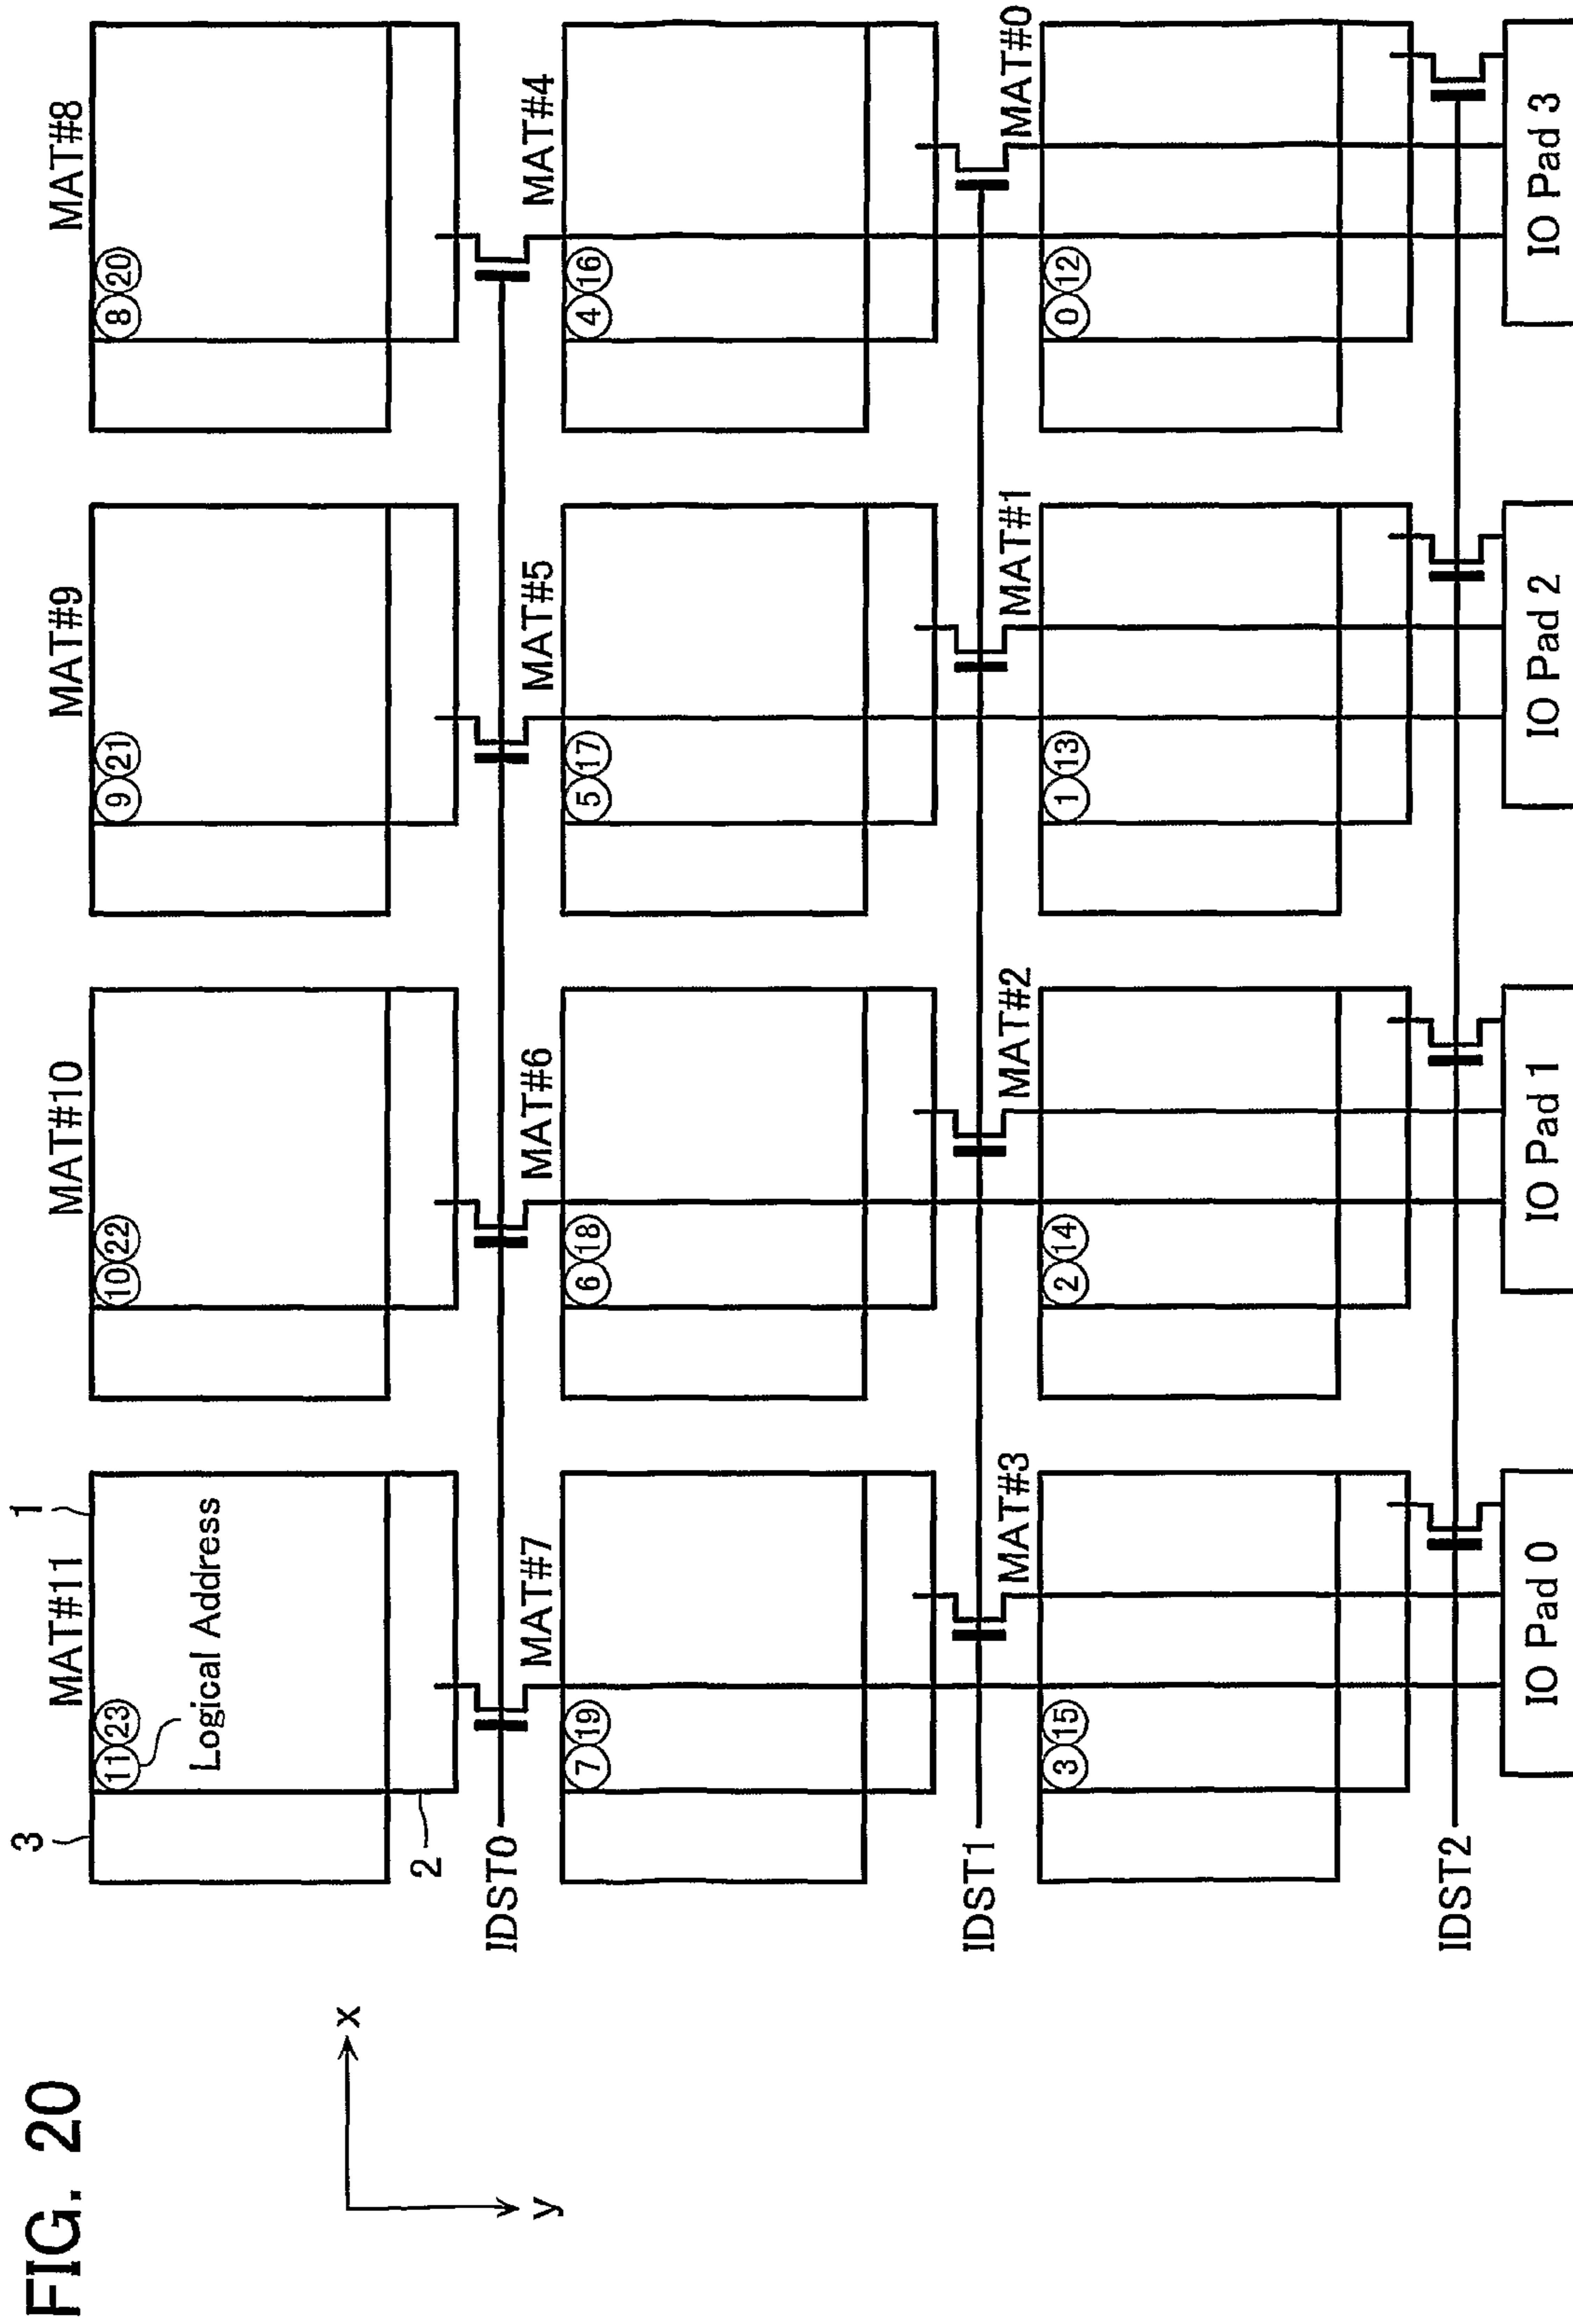 FIG. 20
3
1
MAT#11
MAT#10
MAT#9
MAT#8
11 23
10 22
9 21
8 20
Logical Address
x
y
2
IDST0
MAT#7
MAT#6
MAT#5
MAT#4
7 19
6 18
5 17
4 16
IDST1
MAT#3
MAT#2
MAT#1
MAT#0
3 15
2 14
1 13
0 12
IDST2
IO Pad 0
IO Pad 1
IO Pad 2
IO Pad 3